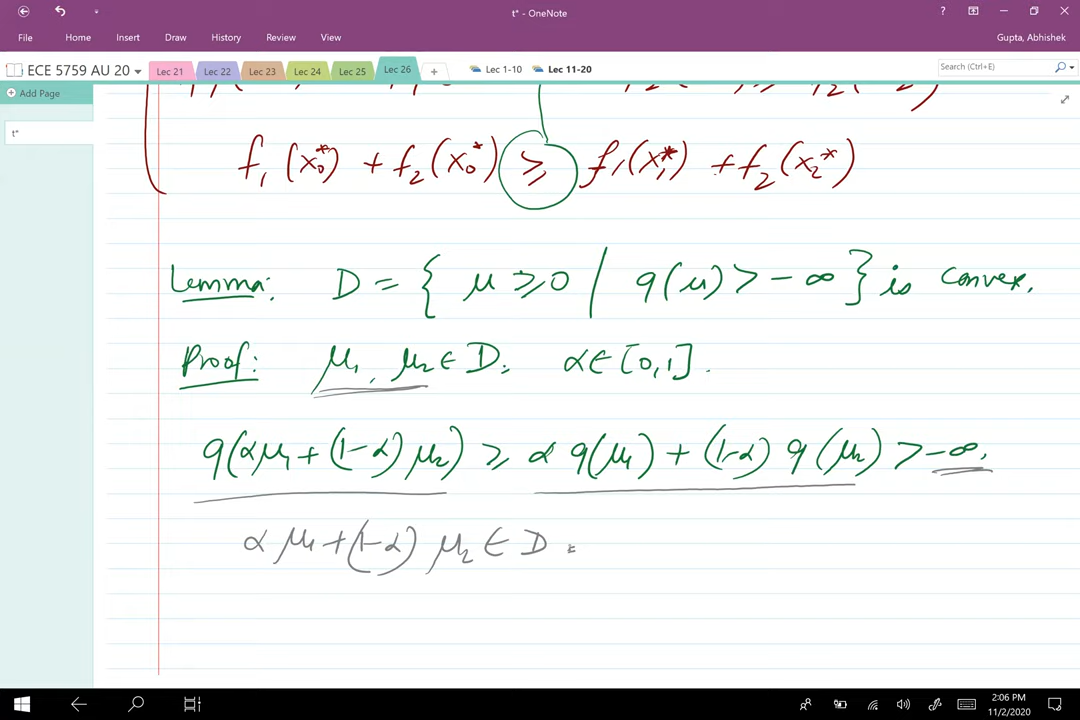 t* - OneNote
Gupta, Abhishek
File Home Insert Draw History Review View
ECE 5759 AU 20 Lec 21 Lec 22 Lec 23 Lec 24 Lec 25 Lec 26 + Lec 1-10 Lec 11-20 Search (Ctrl+E)
Add Page
t*
f₁(x₀*) + f₂(x₀*) ≥ f₁(x₁*) + f₂(x₂*)
Lemma: D = { μ ≥ 0 / q(μ) > -∞ } is convex.
Proof: μ₁, μ₂ ∈ D. α ∈ [0,1].
q(αμ₁ + (1-α)μ₂) ≥ α q(μ₁) + (1-α) q(μ₂) > -∞.
α μ₁ + (1-α) μ₂ ∈ D
2:06 PM
11/2/2020